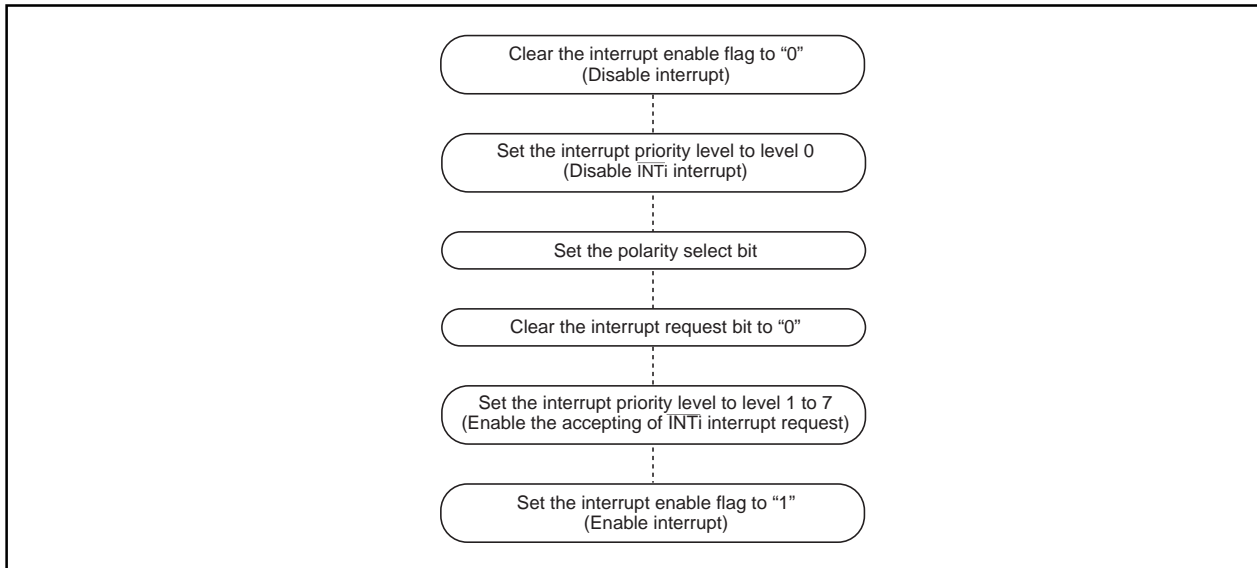 Clear the interrupt enable flag to “0”
(Disable interrupt)
Set the interrupt priority level to level 0
(Disable I̅N̅T̅i̅ interrupt)
Set the polarity select bit
Clear the interrupt request bit to “0”
Set the interrupt priority level to level 1 to 7
(Enable the accepting of I̅N̅T̅i̅ interrupt request)
Set the interrupt enable flag to “1”
(Enable interrupt)